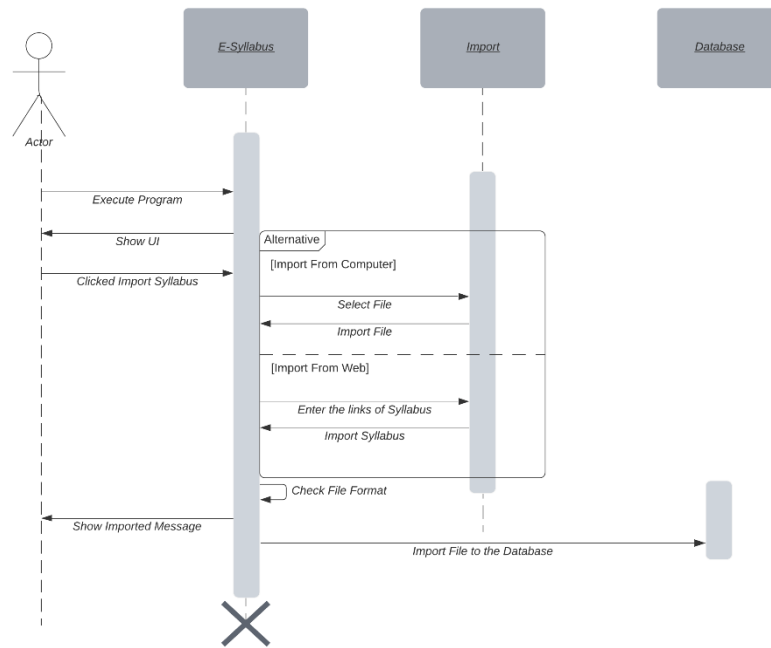 E-Syllabus
Import
Database
Actor
Execute Program
Show UI
Alternative
[Import From Computer]
Clicked Import Syllabus
Select File
Import File
[Import From Web]
Enter the links of Syllabus
Import Syllabus
Check File Format
Show Imported Message
Import File to the Database